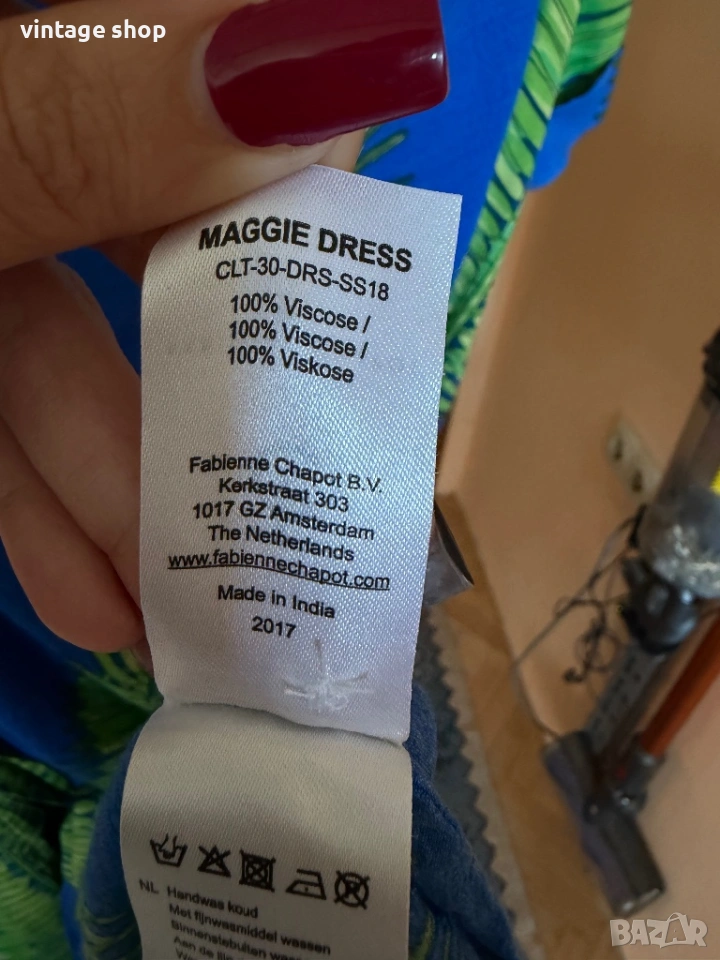 vintage shop
MAGGIE DRESS
CLT-30-DRS-SS18
100% Viscose /
100% Viscose /
100% Viskose
Fabienne Chapot B.V.
Kerkstraat 303
1017 GZ Amsterdam
The Netherlands
www.fabiennechapot.com
Made in India
2017
NL Handwas koud
Met fijnwasmiddel wassen
Binnenstebuiten
BAZAR